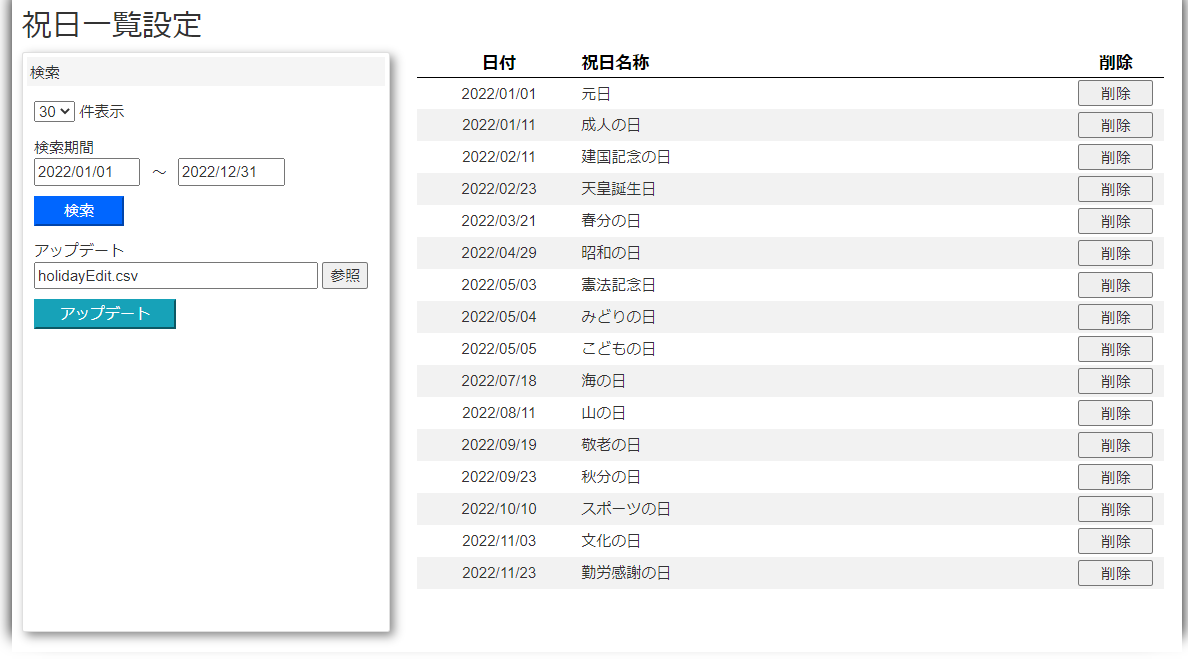 祝日一覧設定
検索
30 件表示
検索期間
2022/01/01 ～ 2022/12/31
検索
アップデート
holidayEdit.csv 参照
アップデート
日付 祝日名称 削除
2022/01/01 元日 削除
2022/01/11 成人の日 削除
2022/02/11 建国記念の日 削除
2022/02/23 天皇誕生日 削除
2022/03/21 春分の日 削除
2022/04/29 昭和の日 削除
2022/05/03 憲法記念日 削除
2022/05/04 みどりの日 削除
2022/05/05 こどもの日 削除
2022/07/18 海の日 削除
2022/08/11 山の日 削除
2022/09/19 敬老の日 削除
2022/09/23 秋分の日 削除
2022/10/10 スポーツの日 削除
2022/11/03 文化の日 削除
2022/11/23 勤労感謝の日 削除